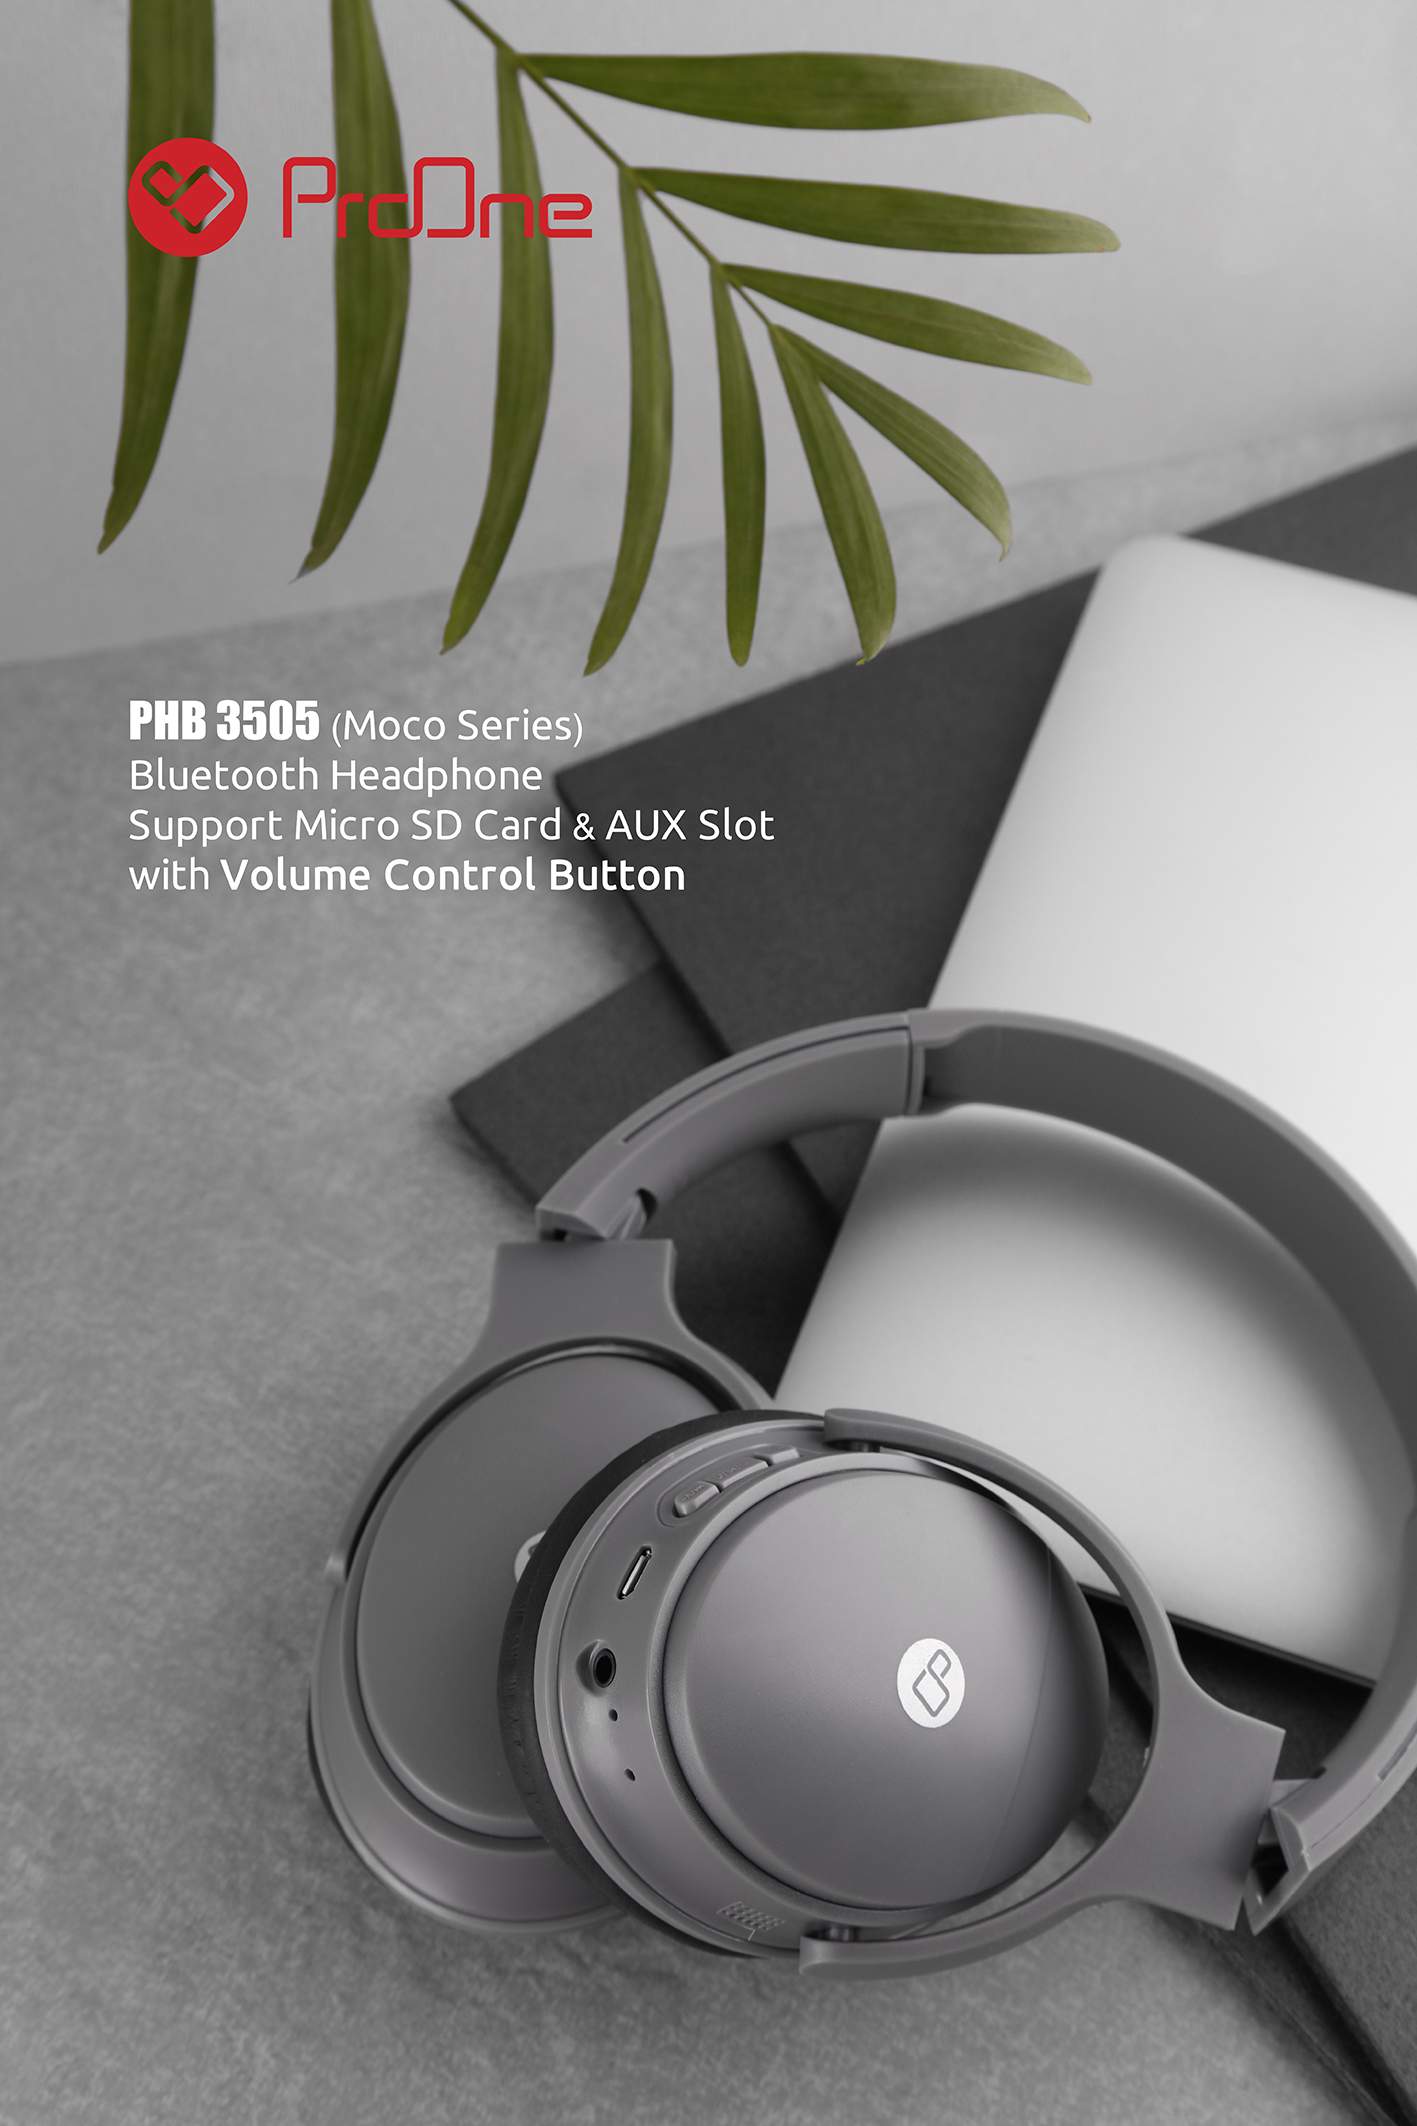 ProOne
PHB 3505 (Moco Series)
Bluetooth Headphone
Support Micro SD Card & AUX Slot
with Volume Control Button